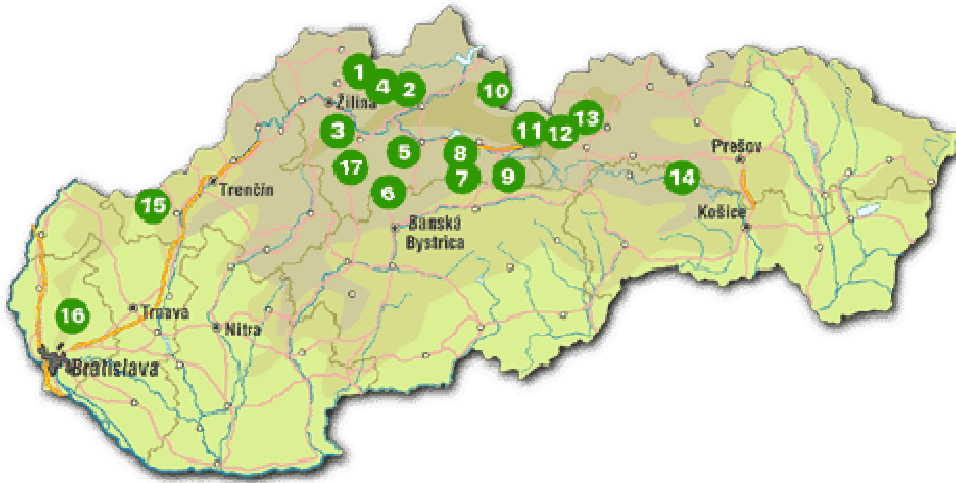 1
4
2
10
Žilina
3
11
12
13
5
8
Prešov
17
7
9
14
Trenčín
6
15
Košice
Banská
Bystrica
16
Trnava
Nitra
Bratislava